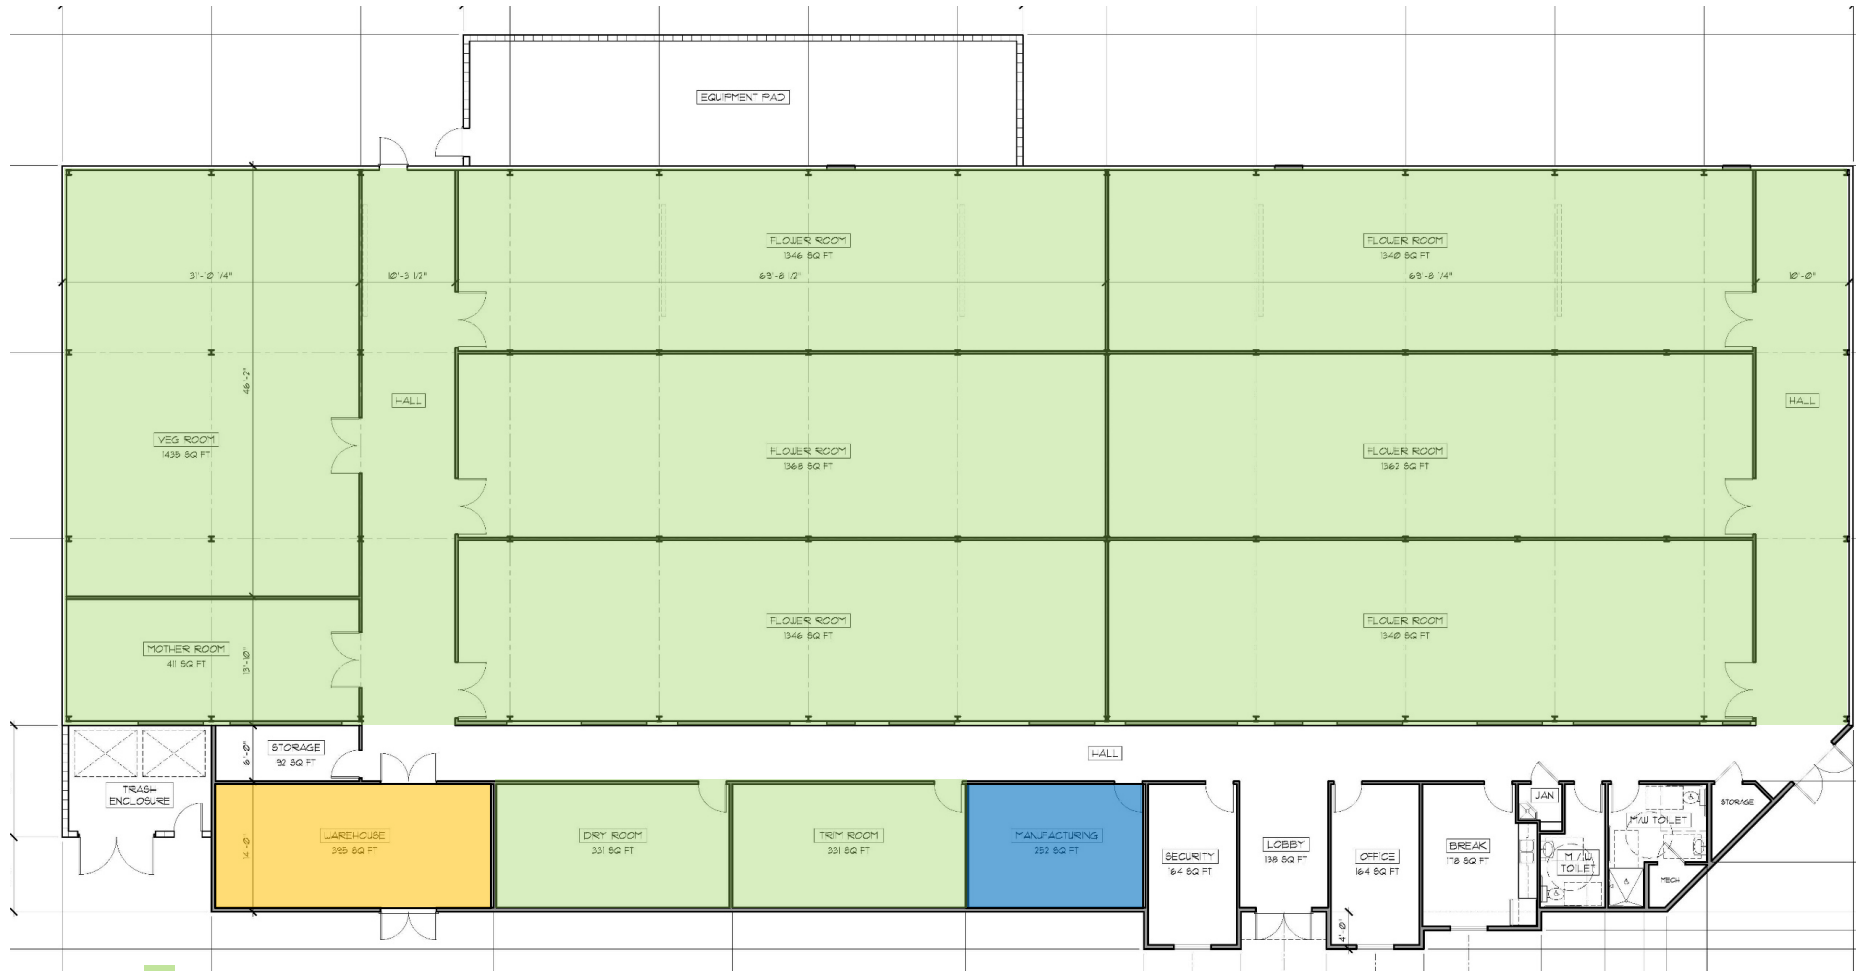 EQUIPMENT PAD
FLOWER ROOM
1346 SQ FT
FLOWER ROOM
1340 SQ FT
31'-10 1/4"
10'-3 1/2"
69'-8 1/2"
69'-8 1/4"
10'-0"
46'-2"
HALL
HALL
VEG ROOM
1435 SQ FT
FLOWER ROOM
1368 SQ FT
FLOWER ROOM
1362 SQ FT
FLOWER ROOM
1346 SQ FT
FLOWER ROOM
1340 SQ FT
MOTHER ROOM
411 SQ FT
13'-10"
STORAGE
92 SQ FT
6'-0"
HALL
TRASH
ENCLOSURE
JAN
STORAGE
M/W TOILET
WAREHOUSE
385 SQ FT
14'-0"
DRY ROOM
331 SQ FT
TRIM ROOM
331 SQ FT
MANUFACTURING
252 SQ FT
SECURITY
164 SQ FT
LOBBY
138 SQ FT
OFFICE
164 SQ FT
BREAK
178 SQ FT
M / W
TOILET
MECH
4'-0"